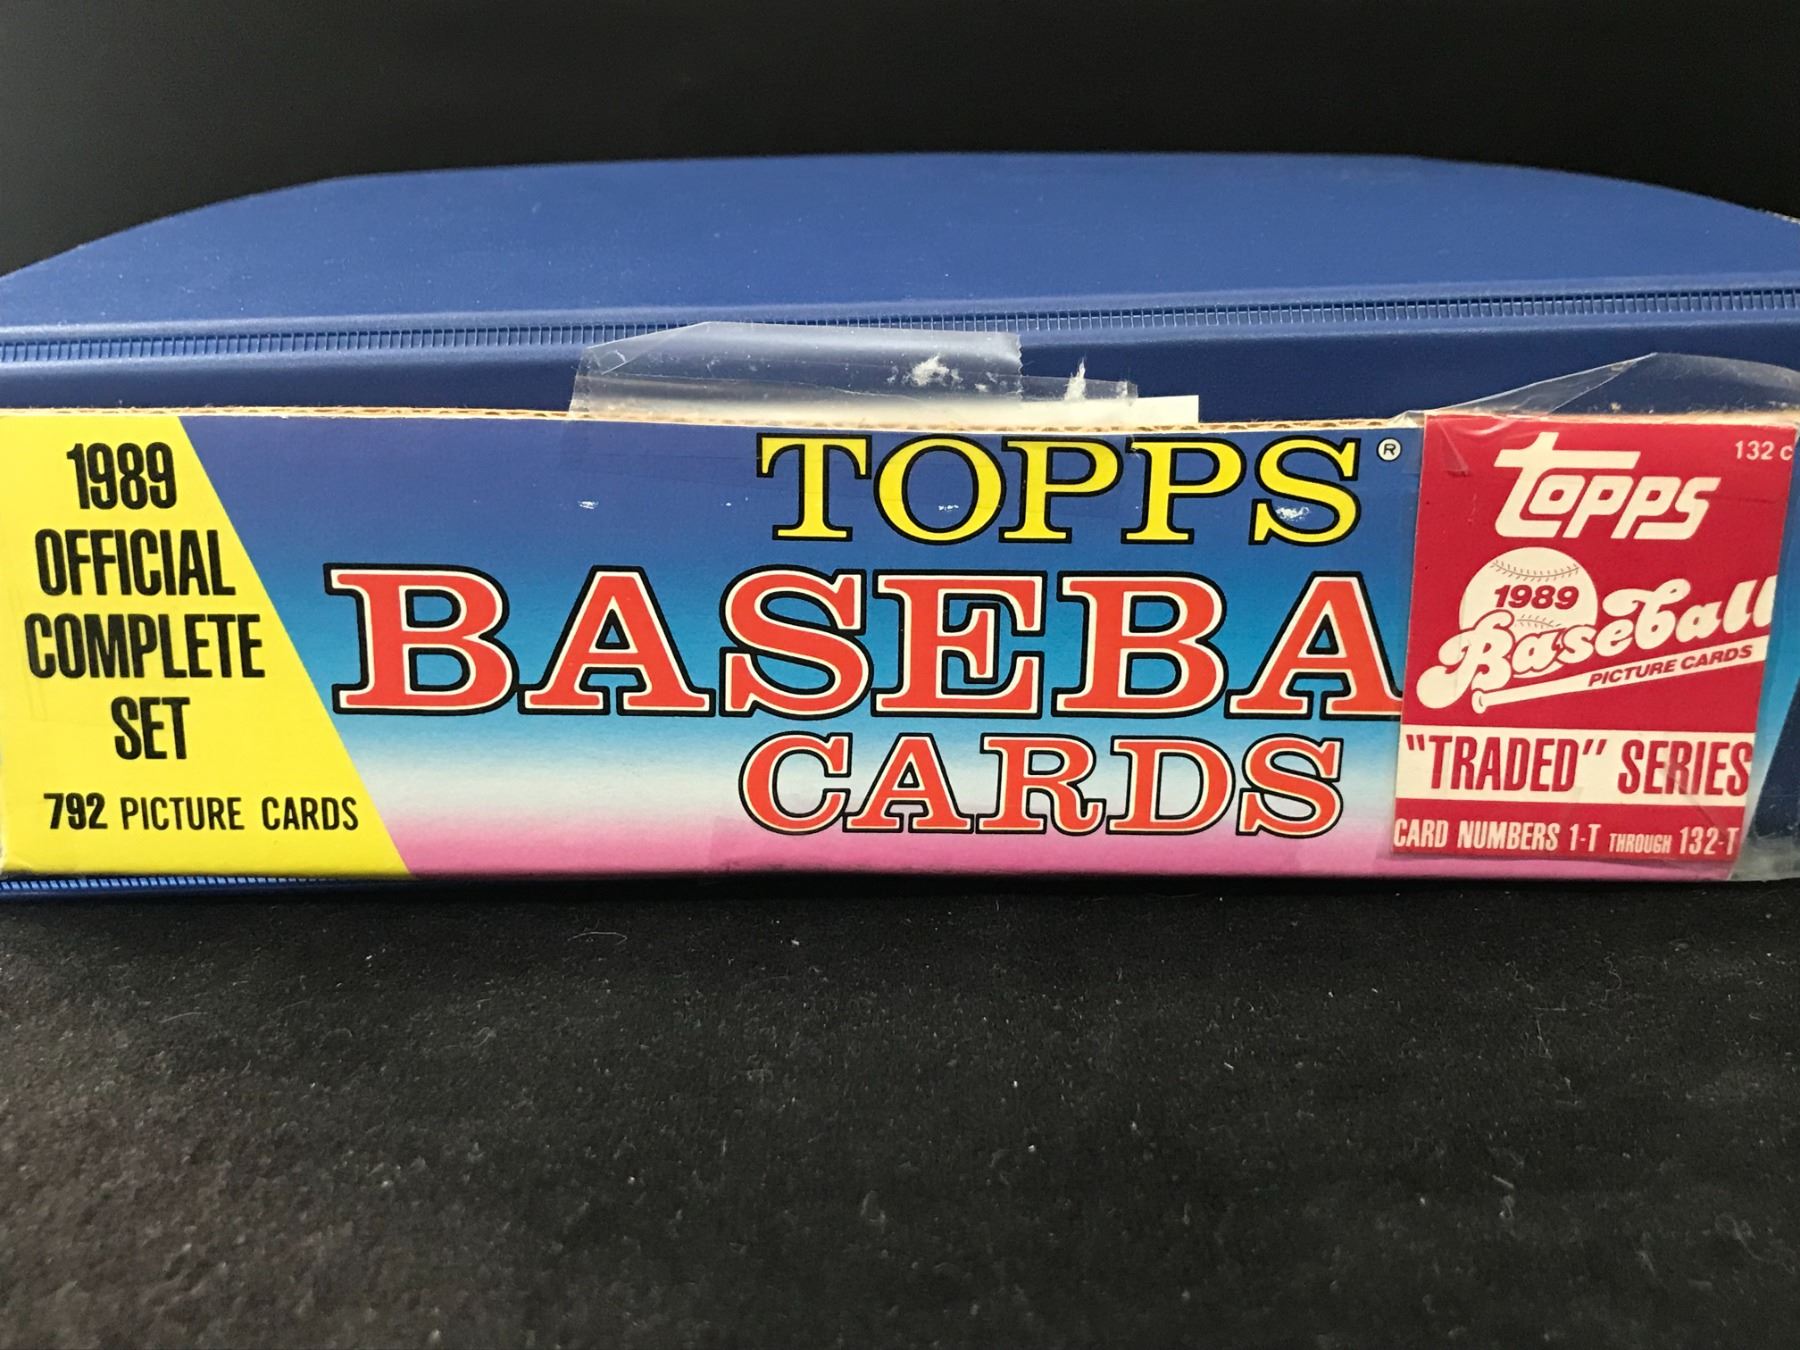 1989
OFFICIAL
COMPLETE
SET
792 PICTURE CARDS
TOPPS®
BASEBA
CARDS
132 c
Topps
1989
Baseball
PICTURE CARDS
"TRADED" SERIES
CARD NUMBERS 1-T THROUGH 132-T